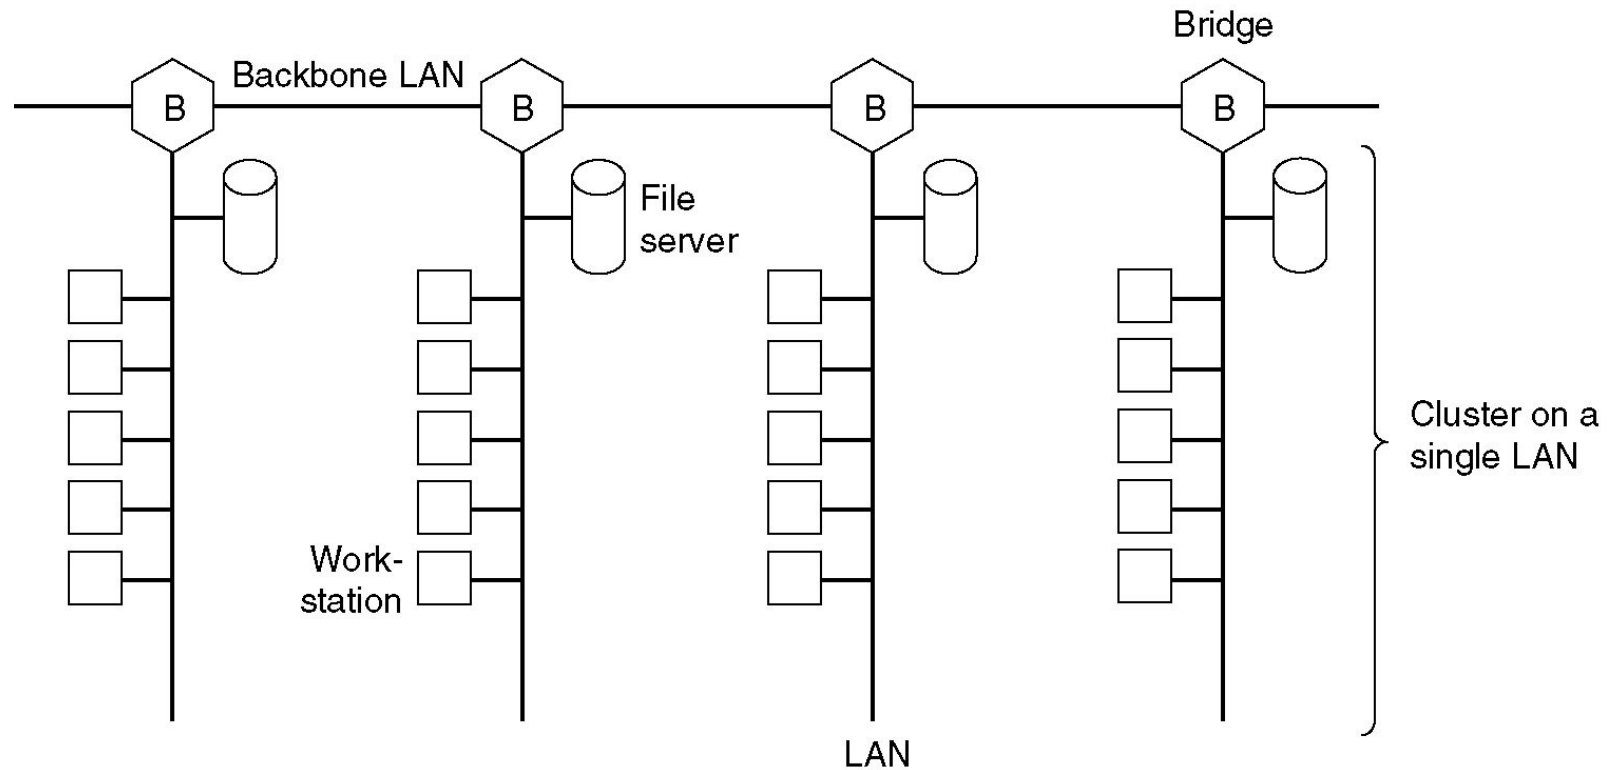 Bridge
Backbone LAN
B
B
B
B
File
server
Cluster on a
single LAN
Work-
station
LAN